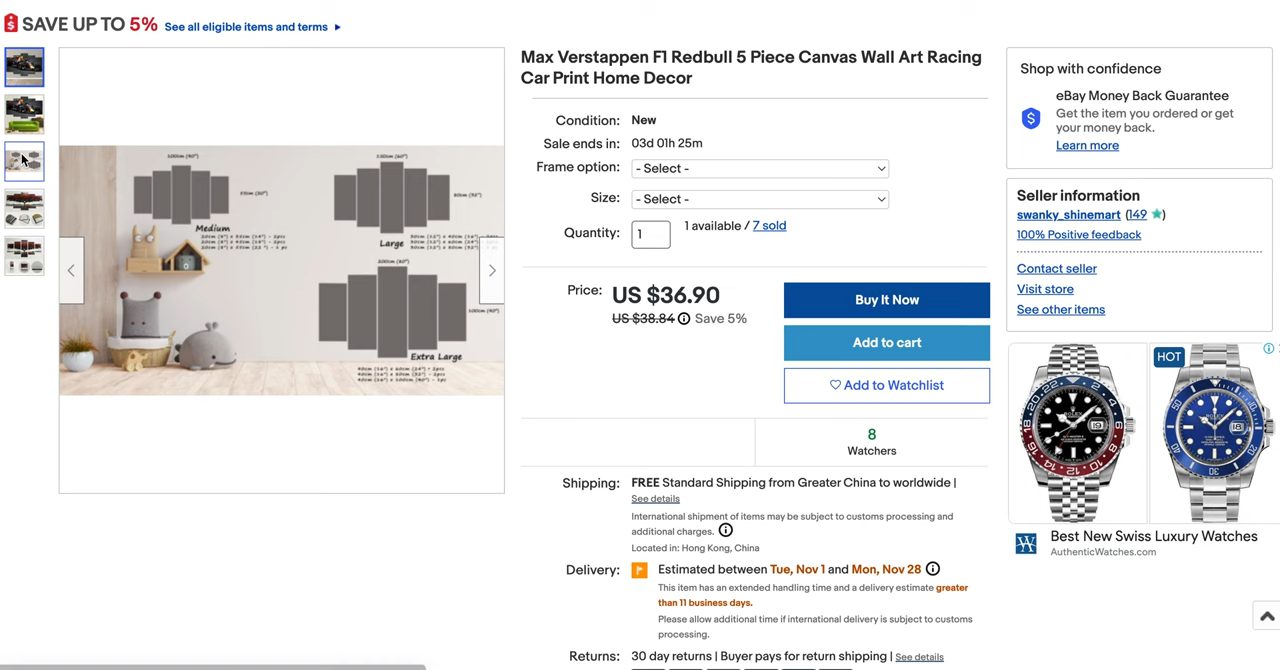 SAVE UP TO 5% See all eligible items and terms
Max Verstappen F1 Redbull 5 Piece Canvas Wall Art Racing
Car Print Home Decor
Condition: New
Sale ends in: 03d 01h 25m
Frame option: - Select -
Size: - Select -
Quantity: 1
1 available / 7 sold
Price: US $36.90
US $38.84 Save 5%
Buy It Now
Add to cart
Add to Watchlist
8
Watchers
Shipping: FREE Standard Shipping from Greater China to worldwide |
See details
International shipment of items may be subject to customs processing and
additional charges.
Located in: Hong Kong, China
Delivery: Estimated between Tue, Nov 1 and Mon, Nov 28
This item has an extended handling time and a delivery estimate greater
than 11 business days.
Please allow additional time if international delivery is subject to customs
processing.
Returns: 30 day returns | Buyer pays for return shipping | See details
Medium
Large
Extra Large
Shop with confidence
eBay Money Back Guarantee
Get the item you ordered or get
your money back.
Learn more
Seller information
swanky_shinemart (149)
100% Positive feedback
Contact seller
Visit store
See other items
HOT
Best New Swiss Luxury Watches
AuthenticWatches.com